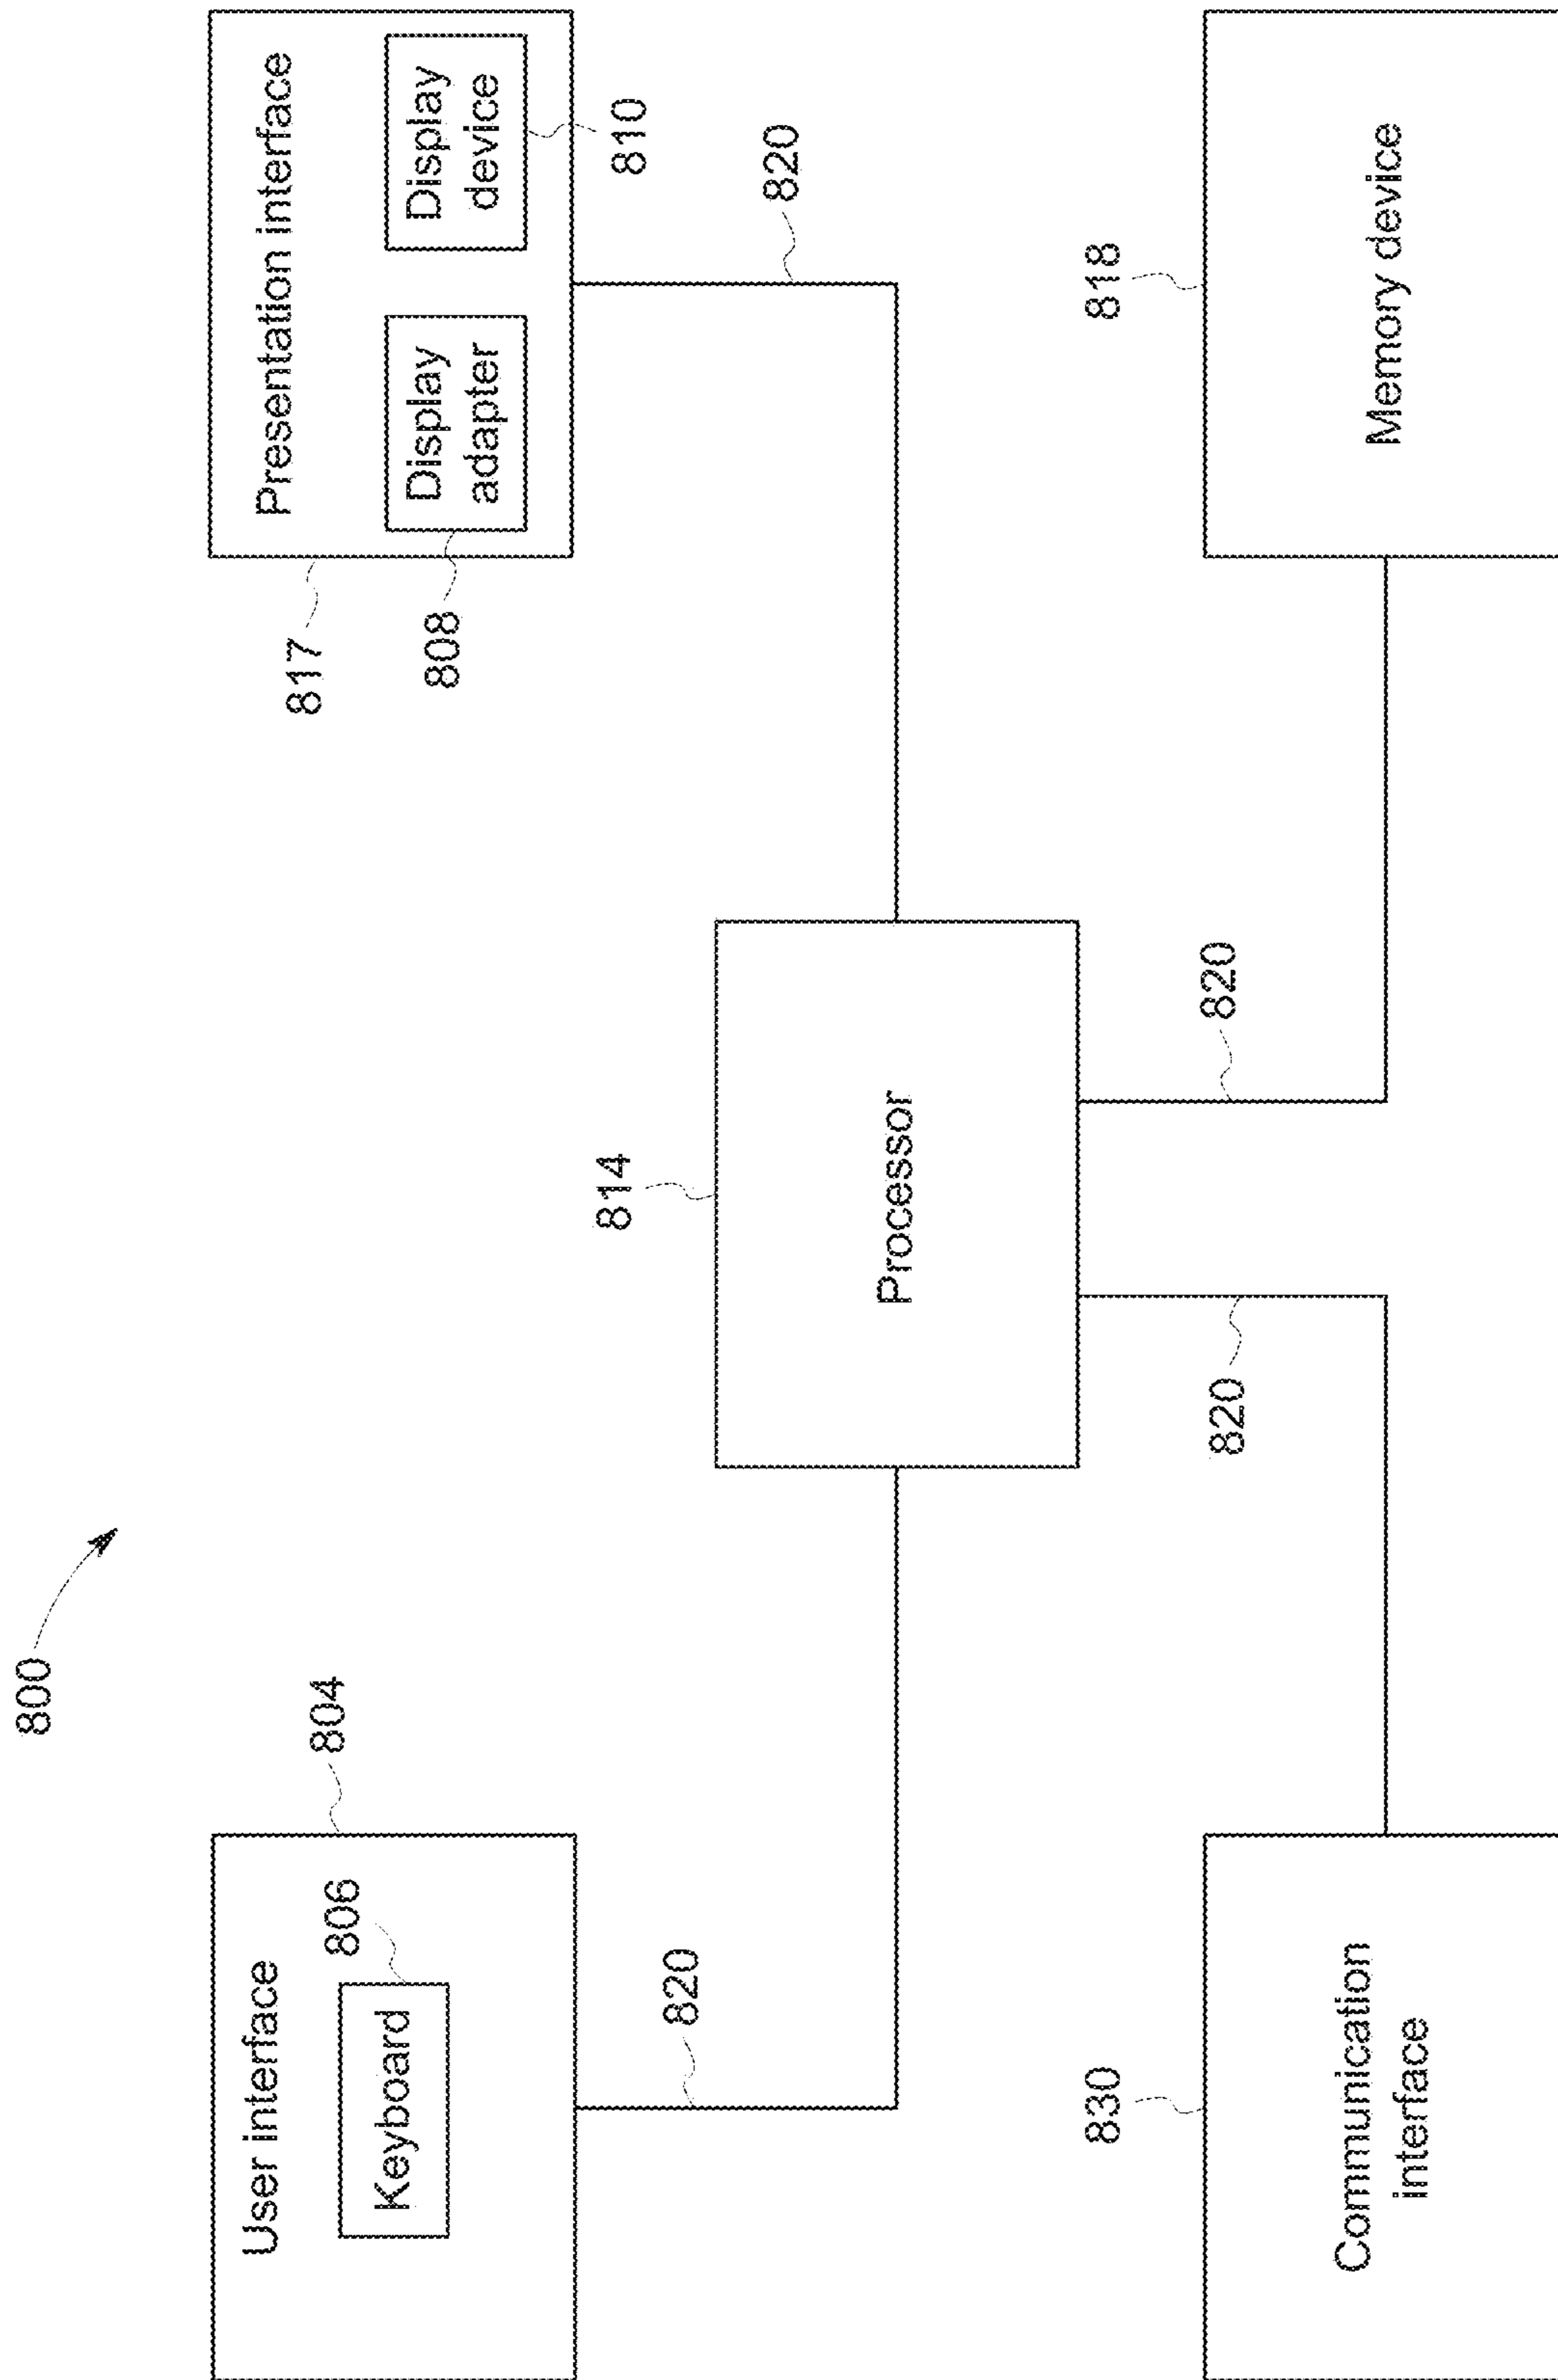 800
User interface
804
806
Keyboard
820
Presentation interface
817
Display
adapter
808
Display
device
810
820
814
Processor
820
820
830
Communication
interface
818
Memory device